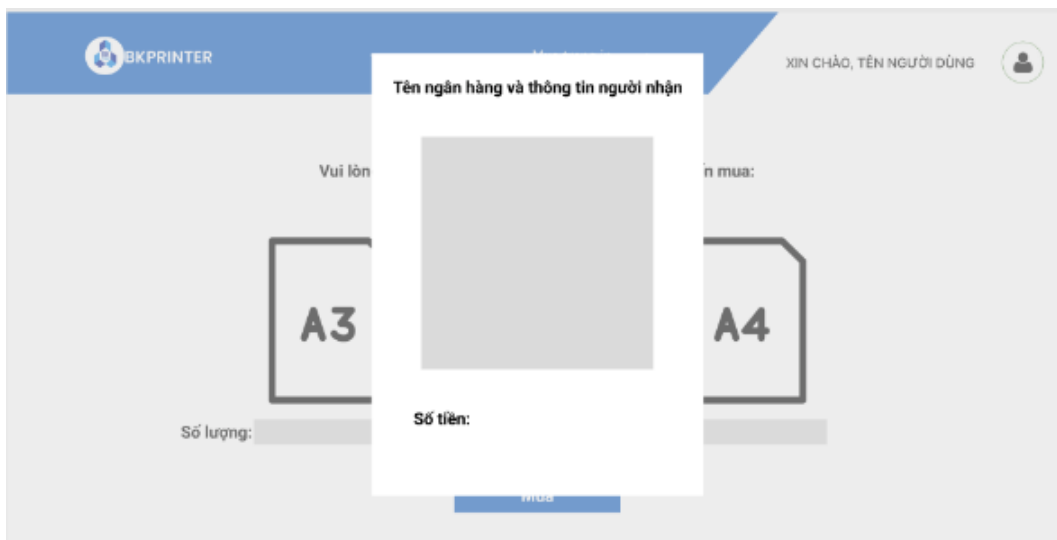 BKPRINTER
XIN CHÀO, TÊN NGƯỜI DÙNG
Tên ngân hàng và thông tin người nhận
Vui
mua:
A3
A4
Số tiền:
Số lượng:
Mua